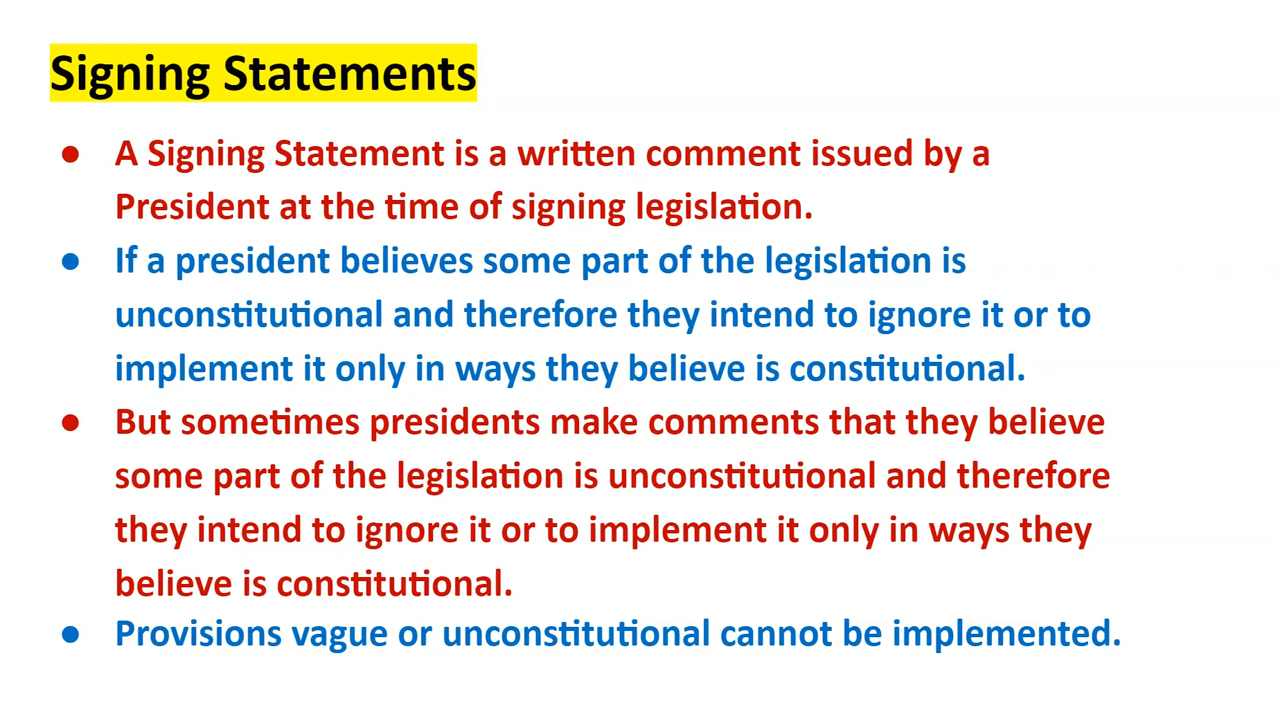 Signing Statements
● A Signing Statement is a written comment issued by a
President at the time of signing legislation.
● If a president believes some part of the legislation is
unconstitutional and therefore they intend to ignore it or to
implement it only in ways they believe is constitutional.
● But sometimes presidents make comments that they believe
some part of the legislation is unconstitutional and therefore
they intend to ignore it or to implement it only in ways they
believe is constitutional.
● Provisions vague or unconstitutional cannot be implemented.